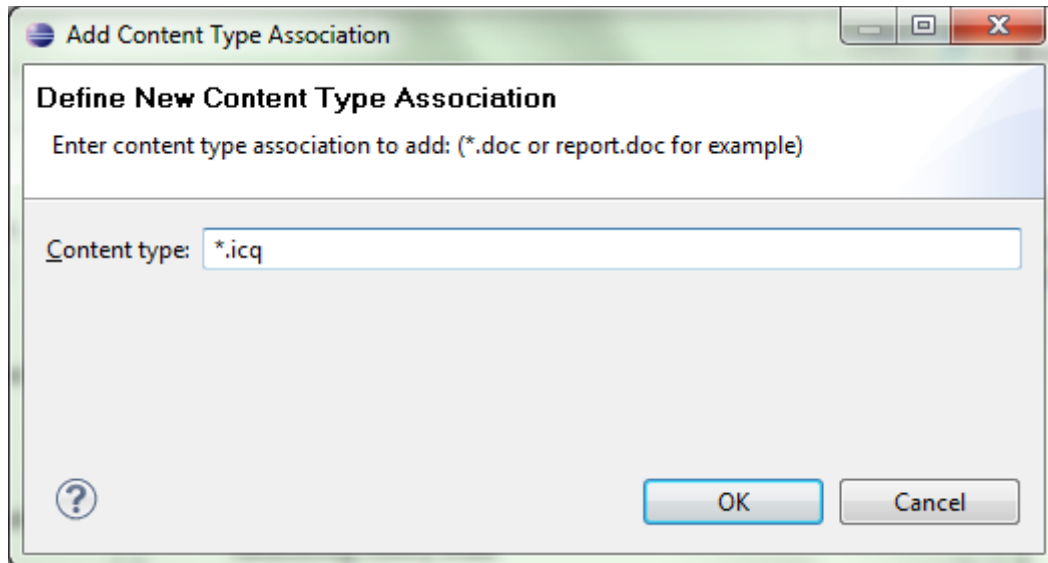 Add Content Type Association
Define New Content Type Association
Enter content type association to add: (*.doc or report.doc for example)
Content type: *.icq
?
OK Cancel